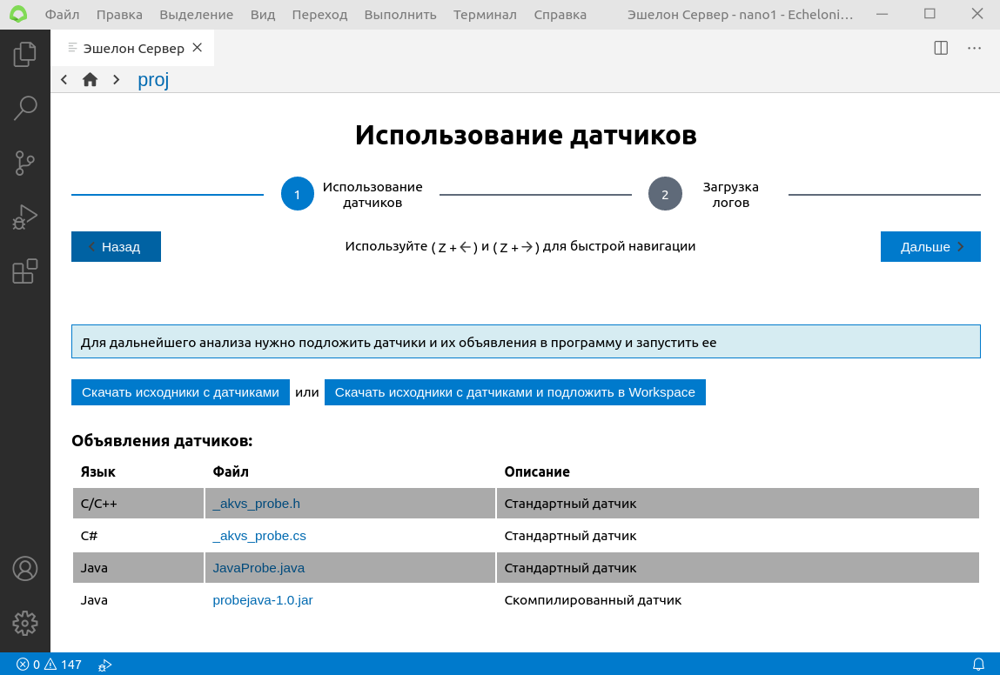 Файл Правка Выделение Вид Переход Выполнить Терминал Справка Эшелон Сервер - nano1 - Echeloni…
Эшелон Сервер
proj
Использование датчиков
1 Использование датчиков 2 Загрузка логов
Назад Используйте ( Z + ← ) и ( Z + → ) для быстрой навигации Дальше
Для дальнейшего анализа нужно подложить датчики и их объявления в программу и запустить ее
Скачать исходники с датчиками или Скачать исходники с датчиками и подложить в Workspace
Объявления датчиков:
Язык Файл Описание
C/C++ _akvs_probe.h Стандартный датчик
C# _akvs_probe.cs Стандартный датчик
Java JavaProbe.java Стандартный датчик
Java probejava-1.0.jar Скомпилированный датчик
0 147